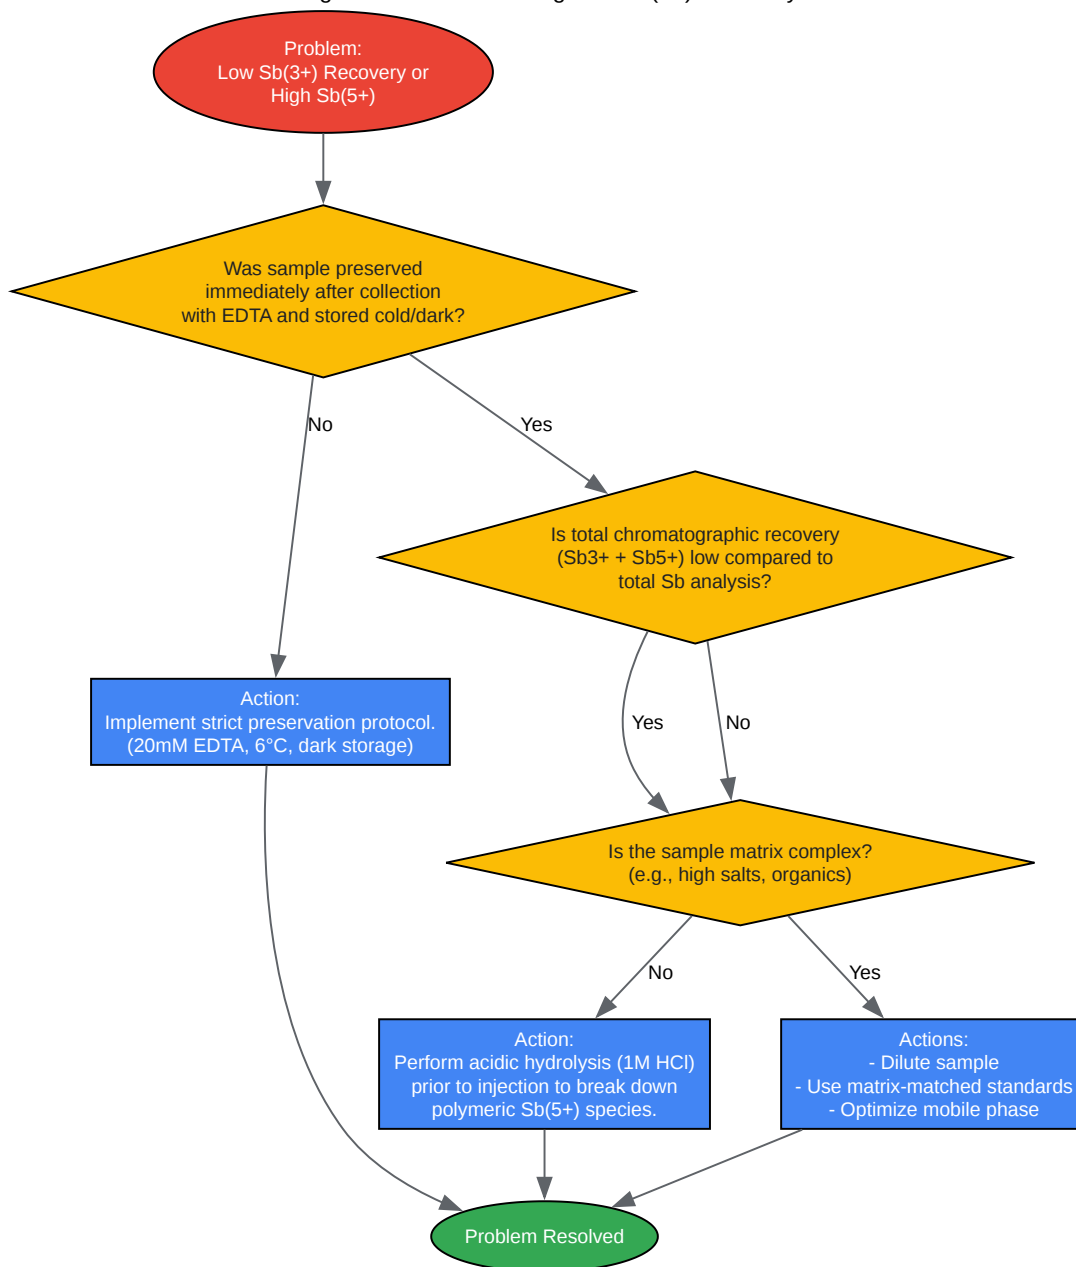 Problem:
Low Sb(3+) Recovery or
High Sb(5+)
Was sample preserved
immediately after collection
with EDTA and stored cold/dark?
No
Yes
Is total chromatographic recovery
(Sb3+ + Sb5+) low compared to
total Sb analysis?
Action:
Implement strict preservation protocol.
(20mM EDTA, 6°C, dark storage)
Yes
No
Is the sample matrix complex?
(e.g., high salts, organics)
No
Yes
Action:
Perform acidic hydrolysis (1M HCl)
prior to injection to break down
polymeric Sb(5+) species.
Actions:
- Dilute sample
- Use matrix-matched standards
- Optimize mobile phase
Problem Resolved